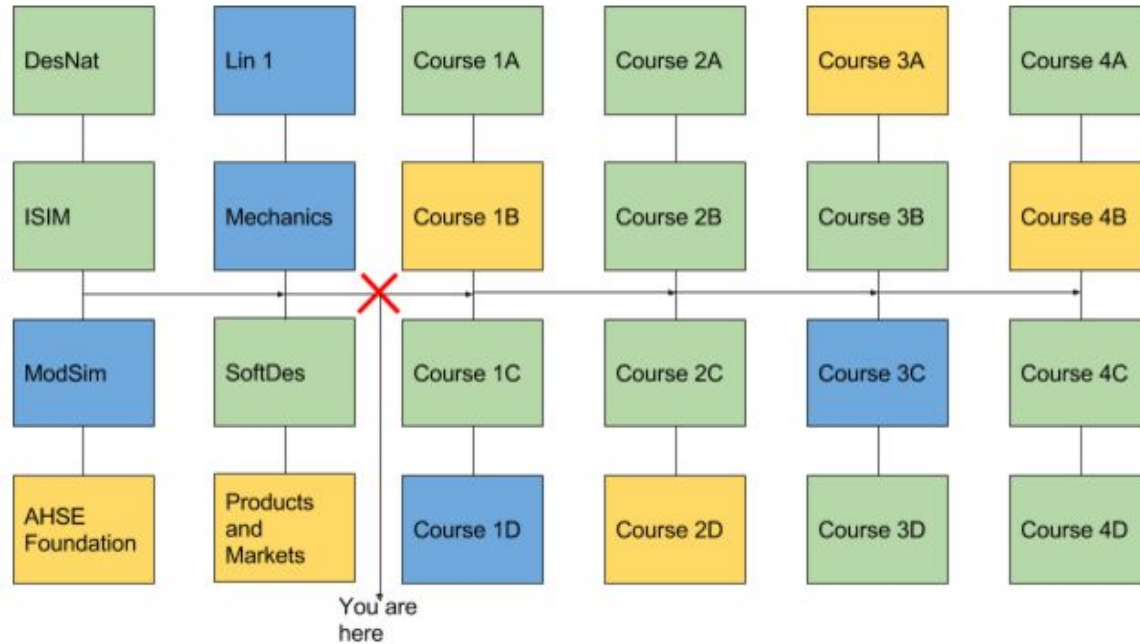 DesNat
Lin 1
Course 1A
Course 2A
Course 3A
Course 4A
ISIM
Mechanics
Course 1B
Course 2B
Course 3B
Course 4B
ModSim
SoftDes
Course 1C
Course 2C
Course 3C
Course 4C
AHSE
Foundation
Products
and
Markets
Course 1D
Course 2D
Course 3D
Course 4D
You are
here